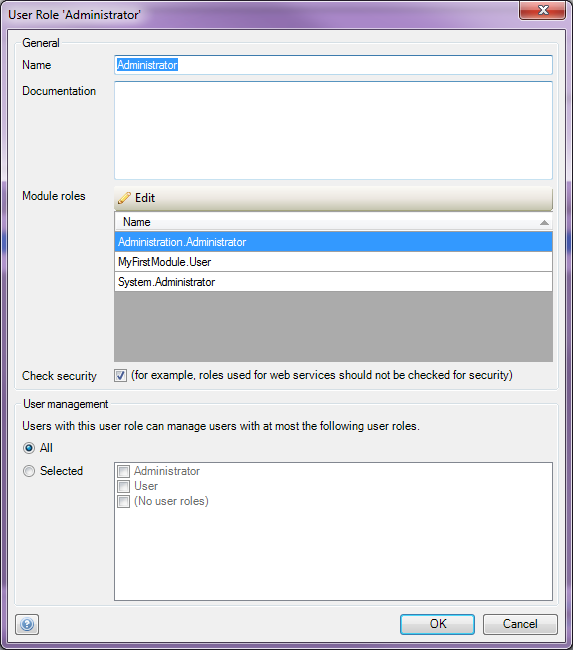 User Role 'Administrator'
General
Name Administrator
Documentation
Module roles Edit
Name
Administration.Administrator
MyFirstModule.User
System.Administrator
Check security (for example, roles used for web services should not be checked for security)
User management
Users with this user role can manage users with at most the following user roles.
All
Selected Administrator
User
(No user roles)
? OK Cancel